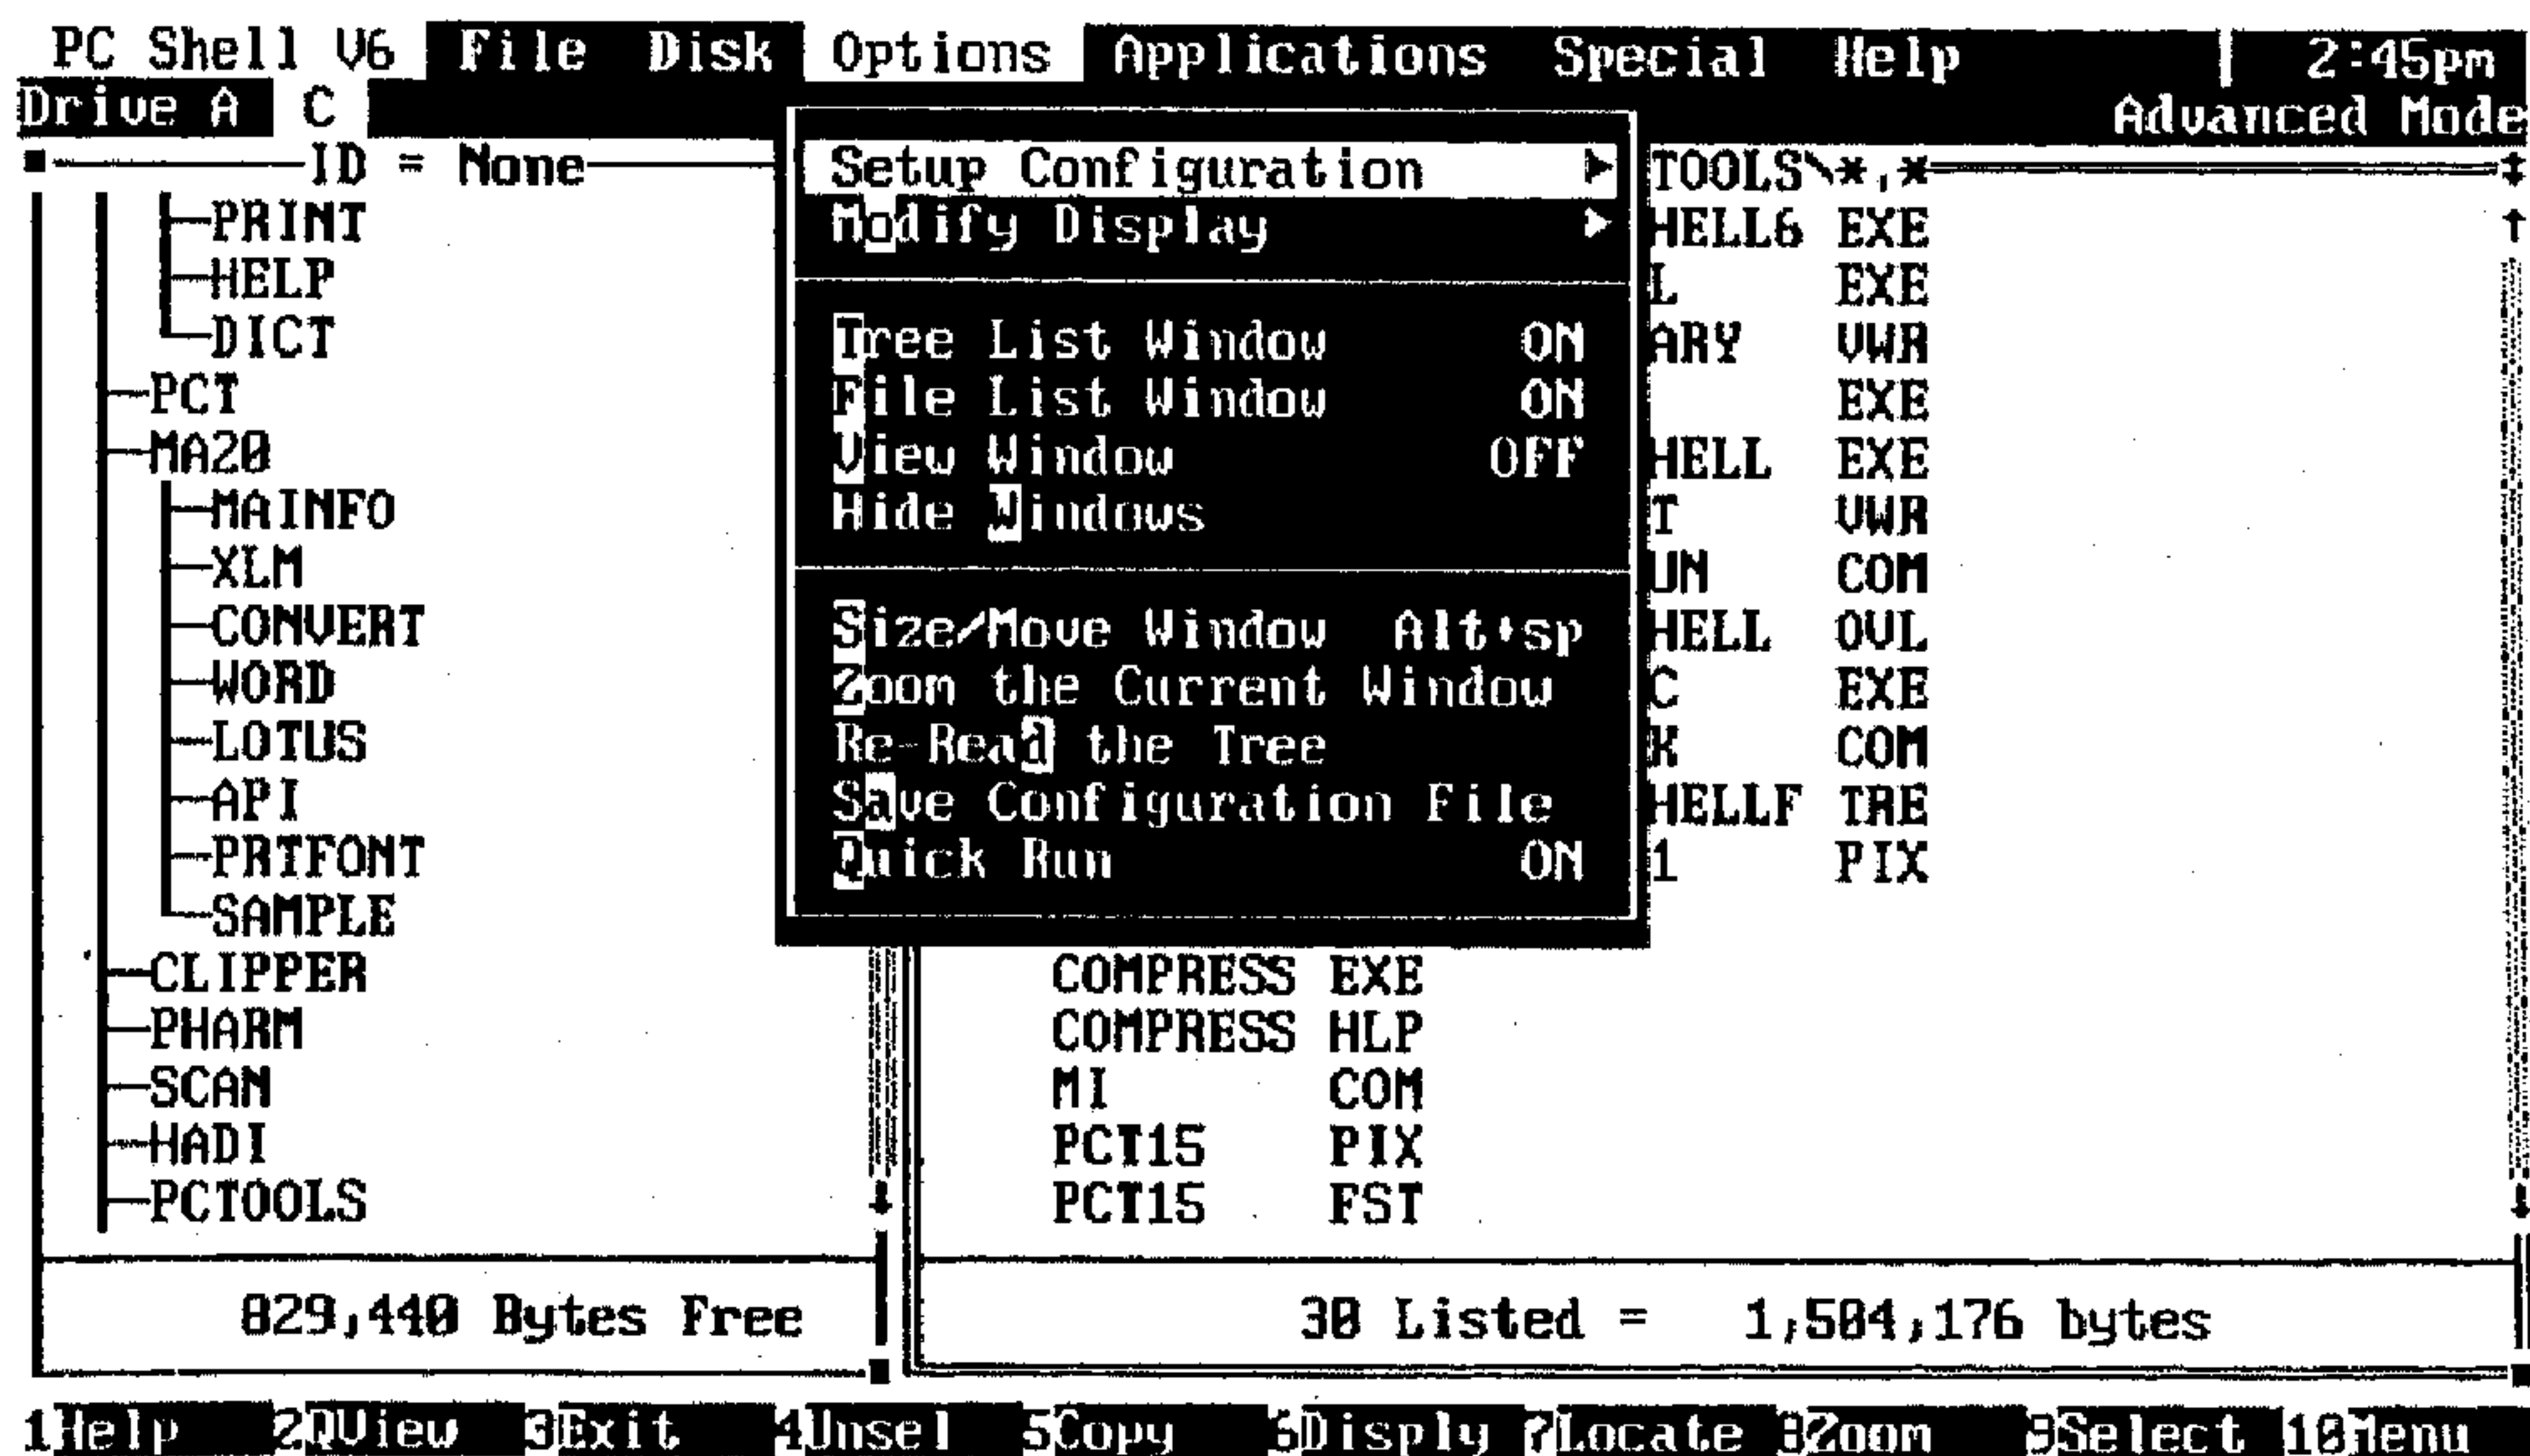 PC Shell V6 File Disk Options Applications Special Help 2:45pm
Drive A C Advanced Mode
ID = None
PRINT
HELP
DICT
PCT
MA20
MAINFO
XLM
CONVERT
WORD
LOTUS
API
PRTFONT
SAMPLE
CLIPPER
PHARM
SCAN
HADI
PCTOOLS
829,440 Bytes Free
Setup Configuration
Modify Display
Tree List Window ON
File List Window ON
View Window OFF
Hide Windows
Size/Move Window Alt+sp
Zoom the Current Window
Re-Read the Tree
Save Configuration File
Quick Run ON
TOOLS\*.*
HELL6 EXE
L EXE
ARY VWR
EXE
HELL EXE
T VWR
UN COM
HELL OVL
C EXE
K COM
HELLF TRE
1 PIX
COMPRESS EXE
COMPRESS HLP
MI COM
PCT15 PIX
PCT15 FST
30 Listed = 1,504,176 bytes
1Help 2QView 3Exit 4Unsel 5Copy 6Disply 7Locate 8Zoom 9Select 10Menu